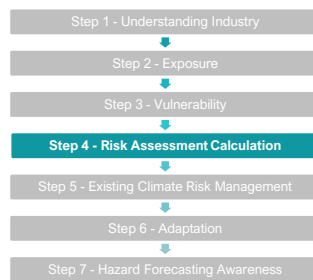 Step 1 - Understanding Industry
Step 2 - Exposure
Step 3 - Vulnerability
Step 4 - Risk Assessment Calculation
Step 5 - Existing Climate Risk Management
Step 6 - Adaptation
Step 7 - Hazard Forecasting Awareness